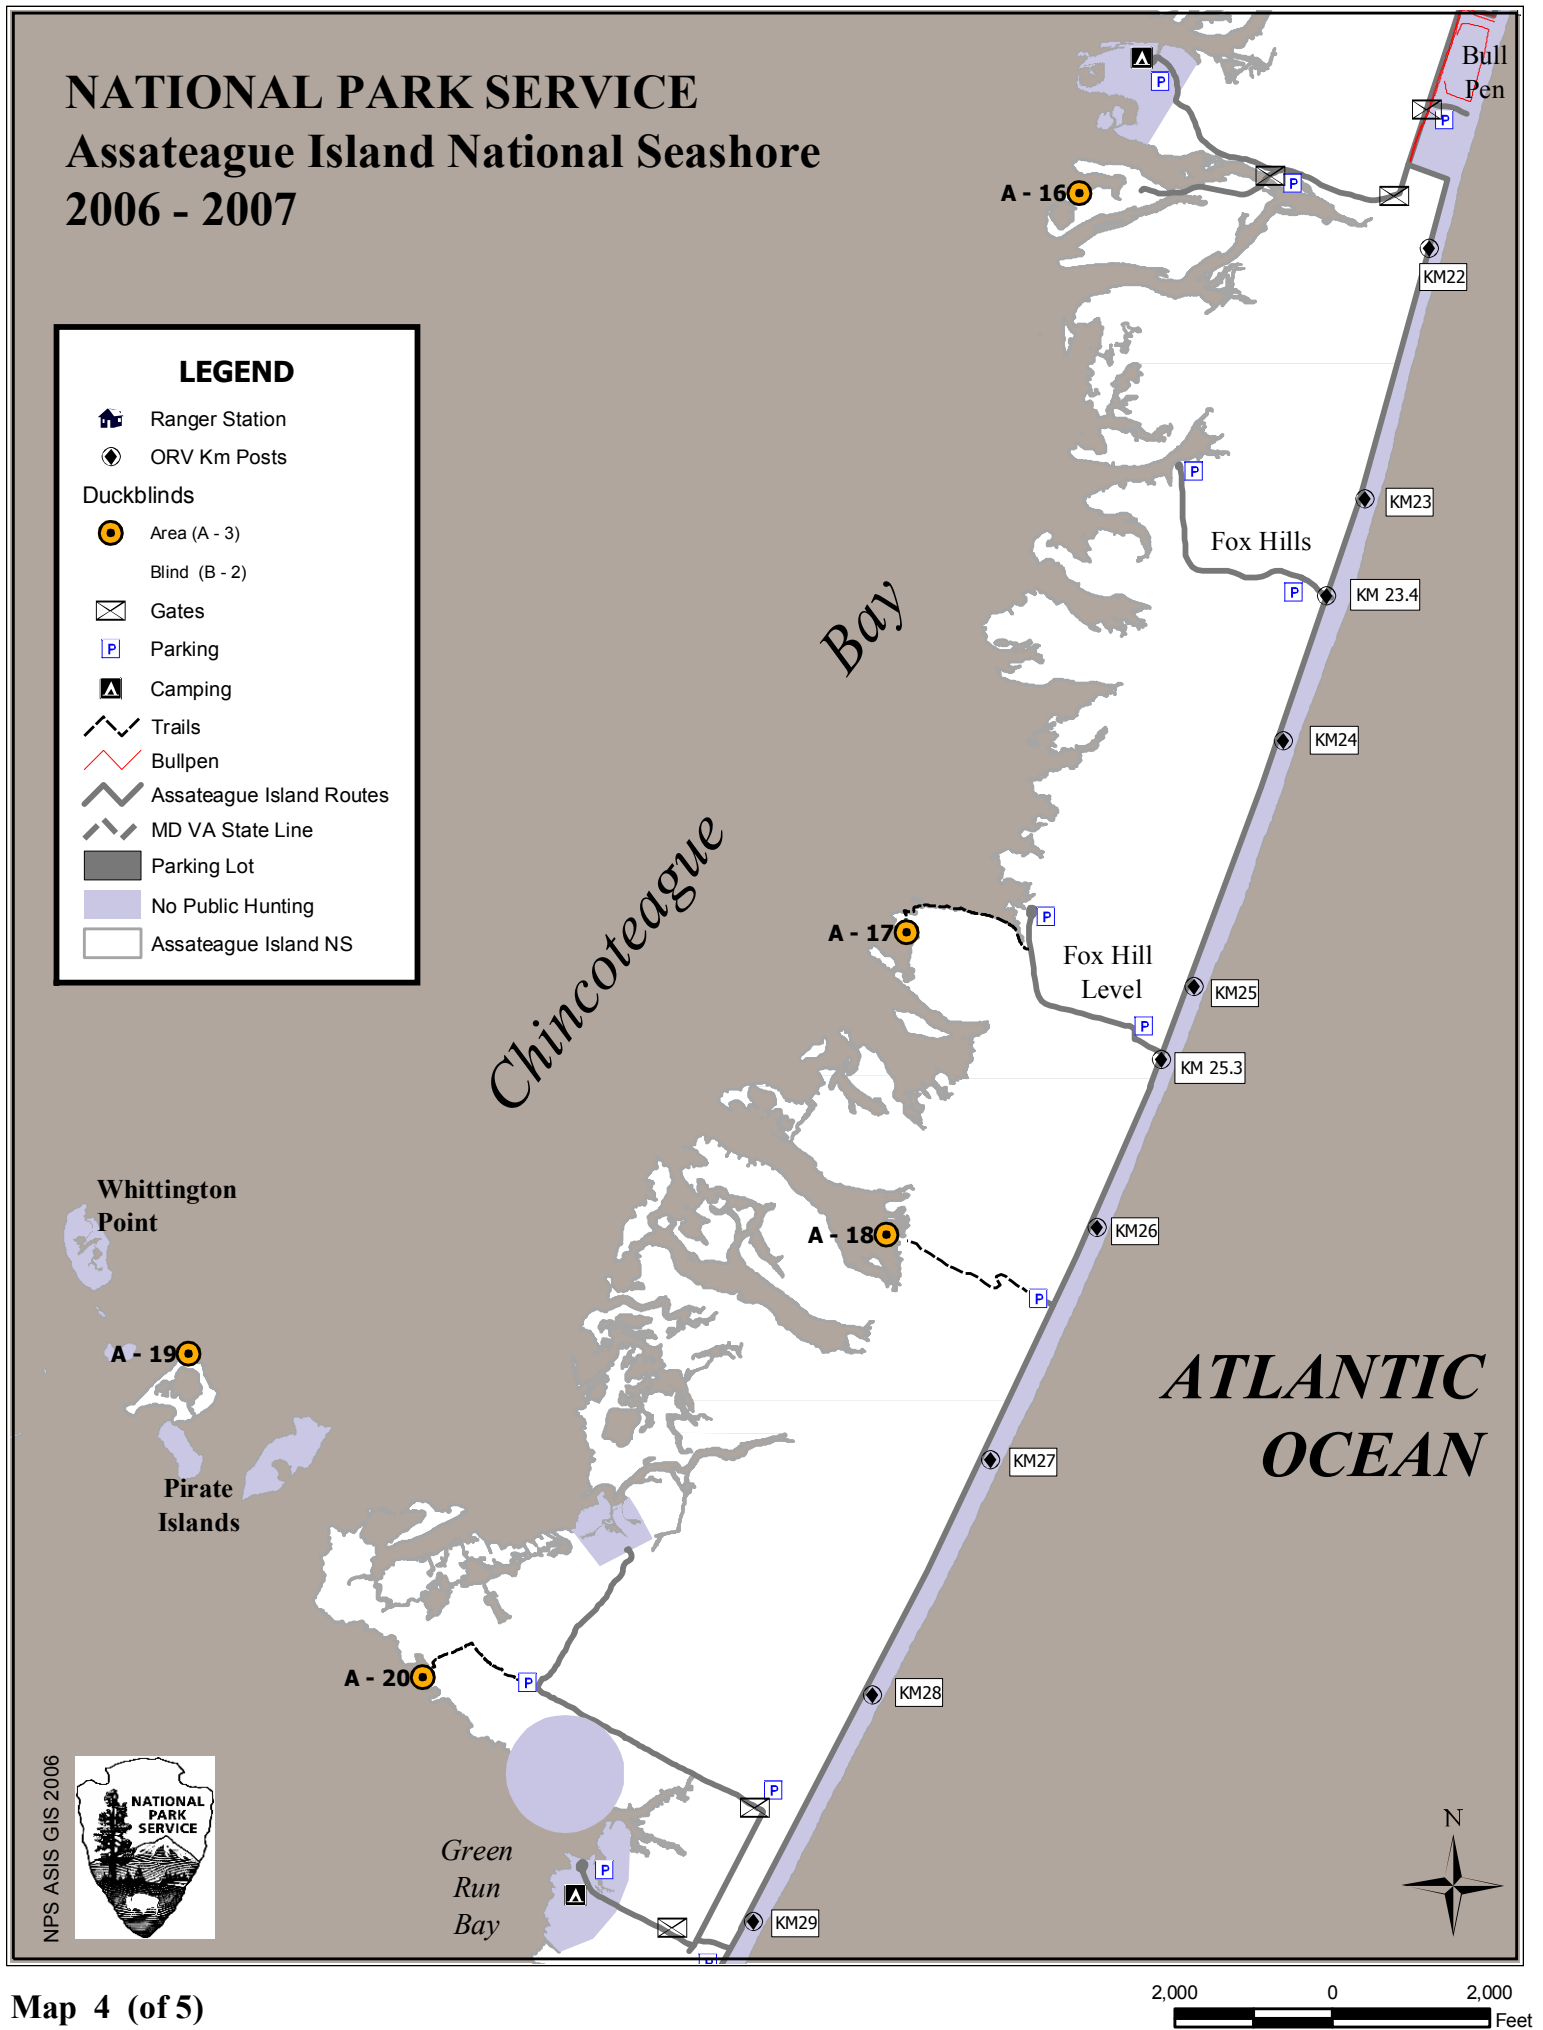 NATIONAL PARK SERVICE
Assateague Island National Seashore
2006 - 2007
Bull
Pen
P
P
P
A - 16
KM22
LEGEND
Ranger Station
ORV Km Posts
Duckblinds
Area (A - 3)
Blind (B - 2)
Gates
P Parking
Camping
Trails
Bullpen
Assateague Island Routes
MD VA State Line
Parking Lot
No Public Hunting
Assateague Island NS
P
KM23
Fox Hills
P
KM 23.4
Bay
KM24
Chincoteague
A - 17
P
Fox Hill
Level
KM25
P
KM 25.3
Whittington
Point
A - 18
KM26
P
A - 19
ATLANTIC
OCEAN
KM27
Pirate
Islands
A - 20
P
KM28
P
NATIONAL
PARK
SERVICE
NPS ASIS GIS 2006
Green
Run
Bay
P
KM29
P
N
Map 4 (of 5)
2,000 0 2,000
Feet